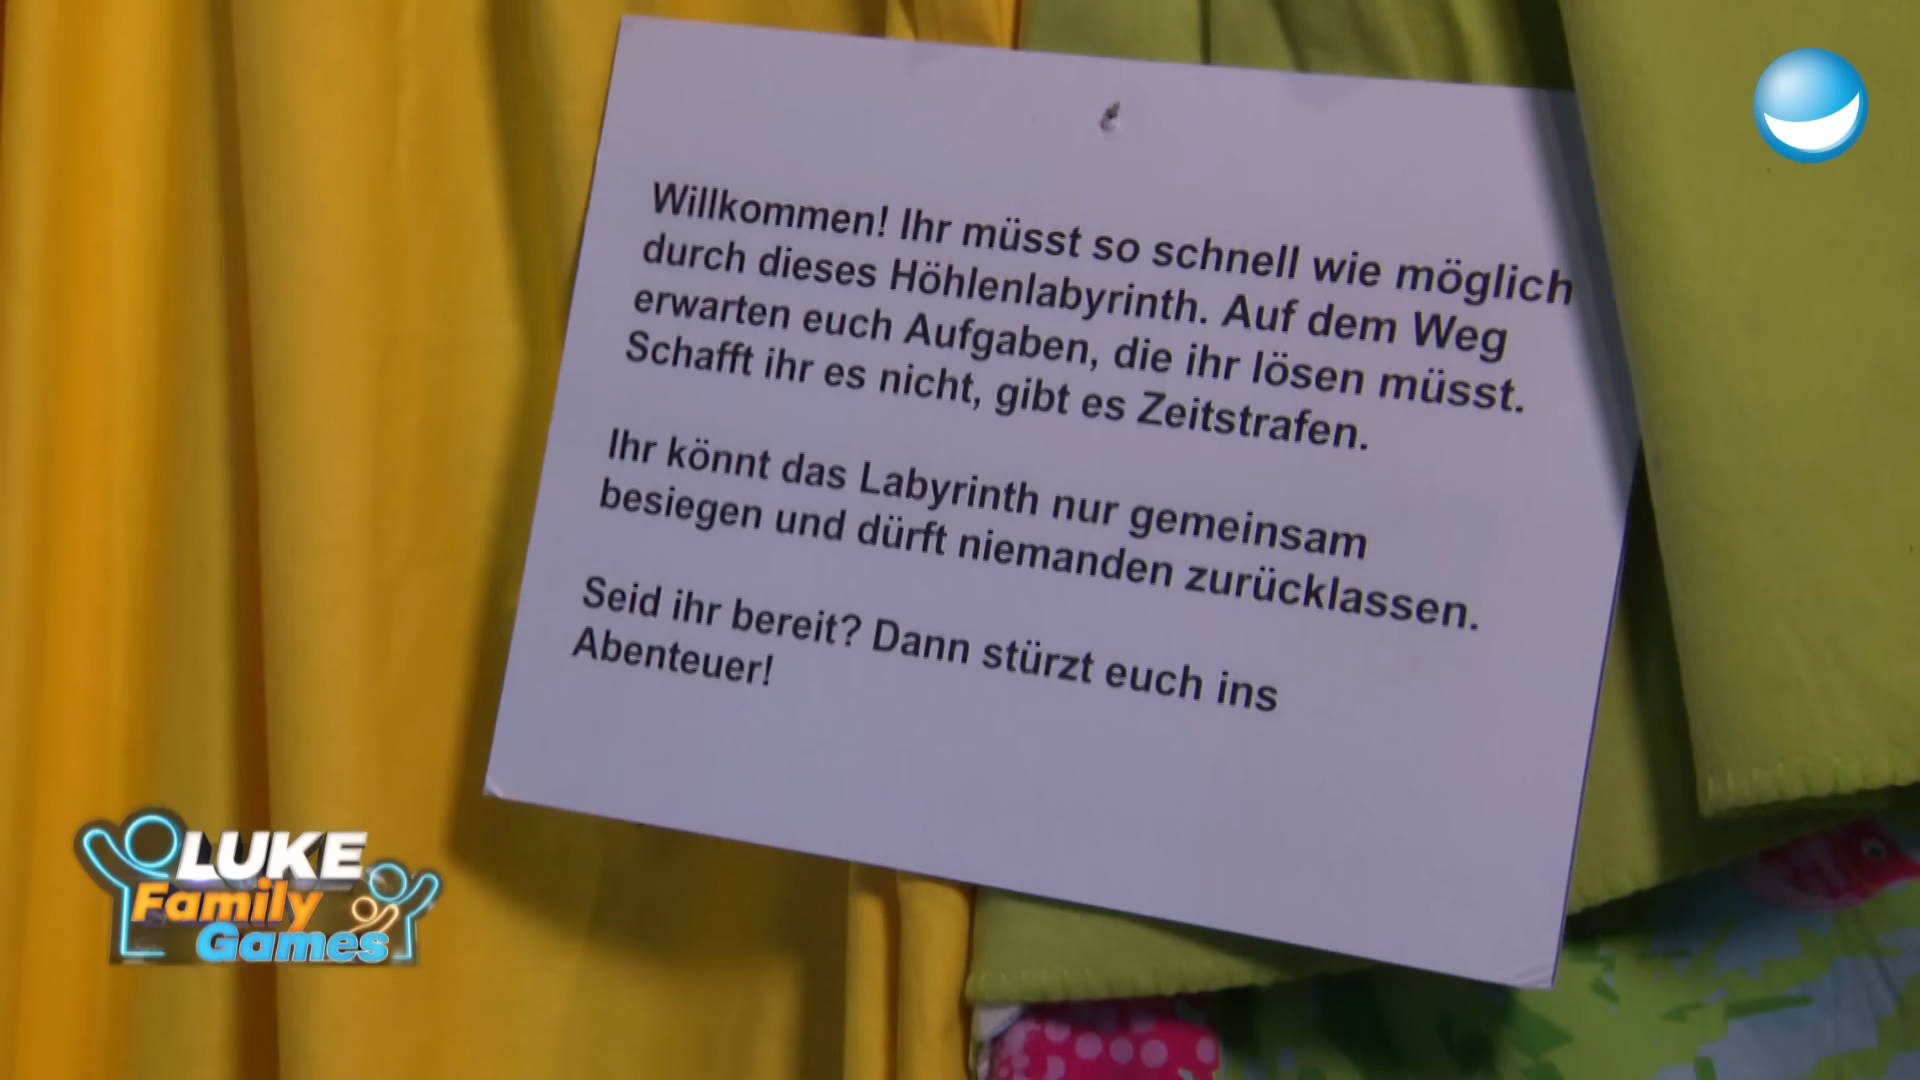 Willkommen! Ihr müsst so schnell wie möglich
durch dieses Höhlenlabyrinth. Auf dem Weg
erwarten euch Aufgaben, die ihr lösen müsst.
Schafft ihr es nicht, gibt es Zeitstrafen.
Ihr könnt das Labyrinth nur gemeinsam
besiegen und dürft niemanden zurücklassen.
Seid ihr bereit? Dann stürzt euch ins
Abenteuer!
LUKE
Family
Games